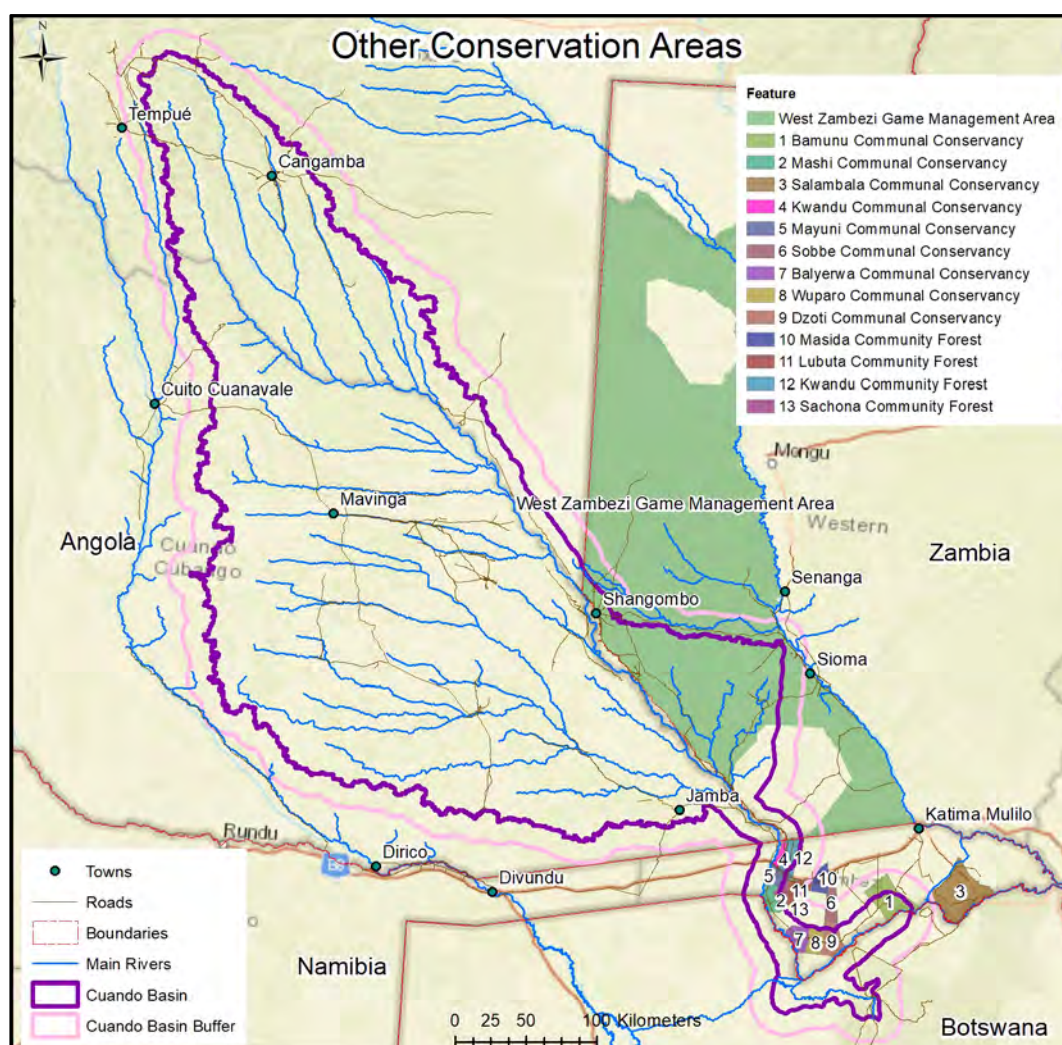 Other Conservation Areas
N
Feature
West Zambezi Game Management Area
1 Bamunu Communal Conservancy
2 Mashi Communal Conservancy
3 Salambala Communal Conservancy
4 Kwandu Communal Conservancy
5 Mayuni Communal Conservancy
6 Sobbe Communal Conservancy
7 Balyerwa Communal Conservancy
8 Wuparo Communal Conservancy
9 Dzoti Communal Conservancy
10 Masida Community Forest
11 Lubuta Community Forest
12 Kwandu Community Forest
13 Sachona Community Forest
Tempué
Cangamba
Cuito Cuanavale
Mongu
Mavinga
West Zambezi Game Management Area
Western
Angola
Cuando
Cubango
Zambia
Senanga
Shangombo
Sioma
Jamba
Katima Mulilo
Rundu
Dirico
Divundu
4
12
5
11
10
2
13
6
1
3
7
8
9
Namibia
Botswana
Towns
Roads
Boundaries
Main Rivers
Cuando Basin
Cuando Basin Buffer
0 25 50 100 Kilometers